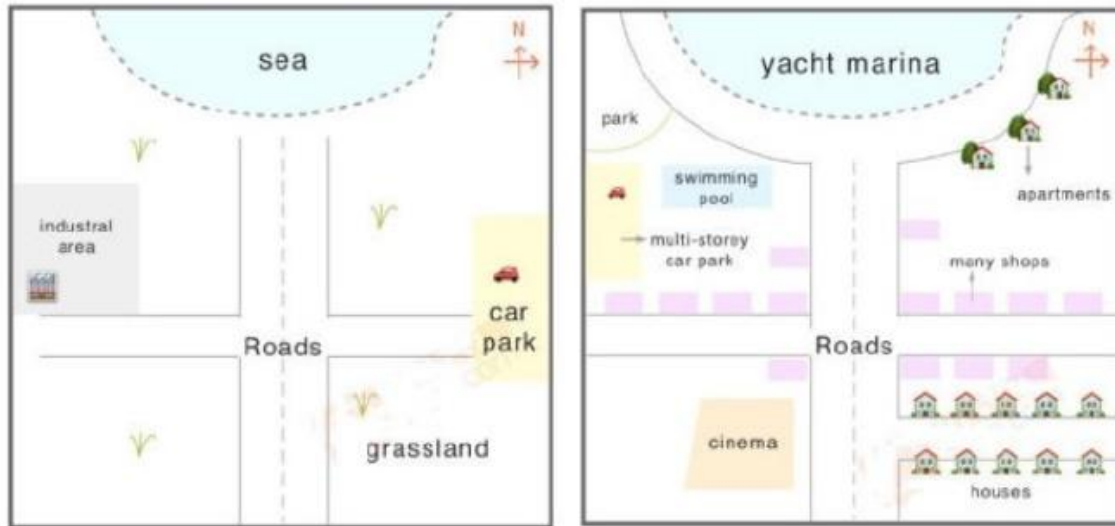 sea
N
industral
area
car
park
Roads
grassland
yacht marina
N
park
apartments
swimming
pool
multi-storey
car park
many shops
Roads
cinema
houses